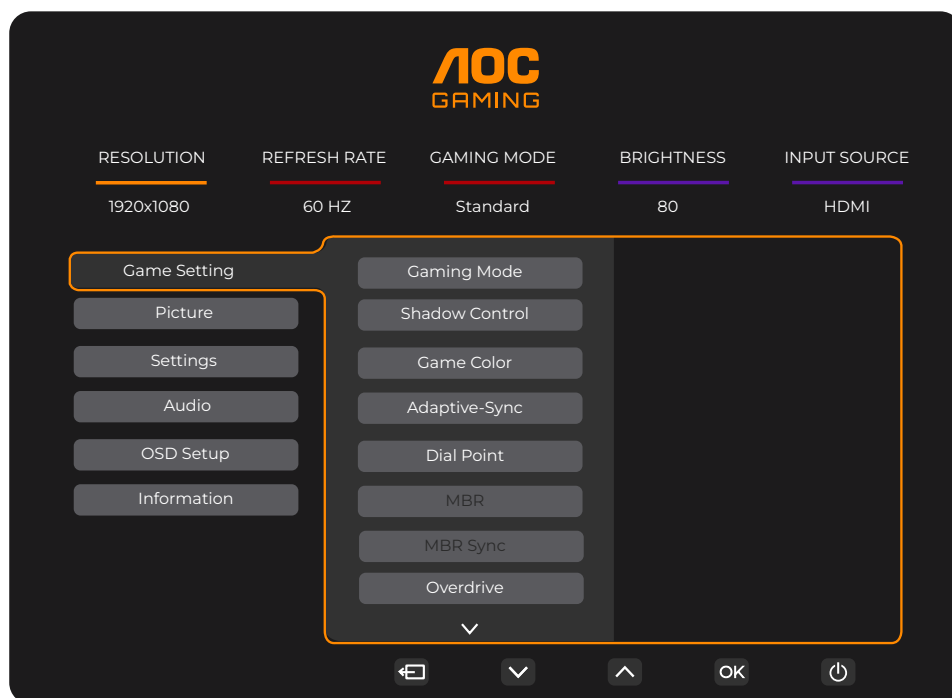 AOC
GAMING
RESOLUTION REFRESH RATE GAMING MODE BRIGHTNESS INPUT SOURCE
1920x1080 60 HZ Standard 80 HDMI
Game Setting
Picture
Settings
Audio
OSD Setup
Information
Gaming Mode
Shadow Control
Game Color
Adaptive-Sync
Dial Point
MBR
MBR Sync
Overdrive
OK